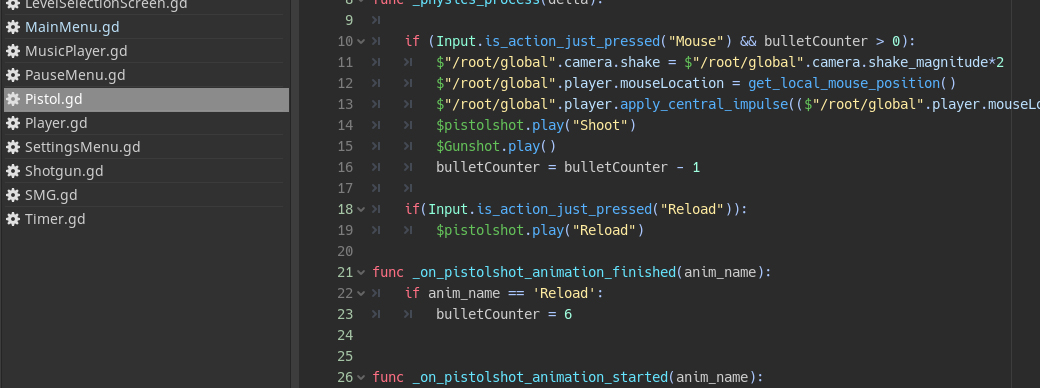 LevelSelectionScreen.gd
MainMenu.gd
MusicPlayer.gd
PauseMenu.gd
Pistol.gd
Player.gd
SettingsMenu.gd
Shotgun.gd
SMG.gd
Timer.gd
8 func _physics_process(delta):
9
10 if (Input.is_action_just_pressed("Mouse") && bulletCounter > 0):
11 $"/root/global".camera.shake = $"/root/global".camera.shake_magnitude*2
12 $"/root/global".player.mouseLocation = get_local_mouse_position()
13 $"/root/global".player.apply_central_impulse(($"/root/global".player.mouseLo
14 $pistolshot.play("Shoot")
15 $Gunshot.play()
16 bulletCounter = bulletCounter - 1
17
18 if(Input.is_action_just_pressed("Reload")):
19 $pistolshot.play("Reload")
20
21 func _on_pistolshot_animation_finished(anim_name):
22 if anim_name == 'Reload':
23 bulletCounter = 6
24
25
26 func _on_pistolshot_animation_started(anim_name):